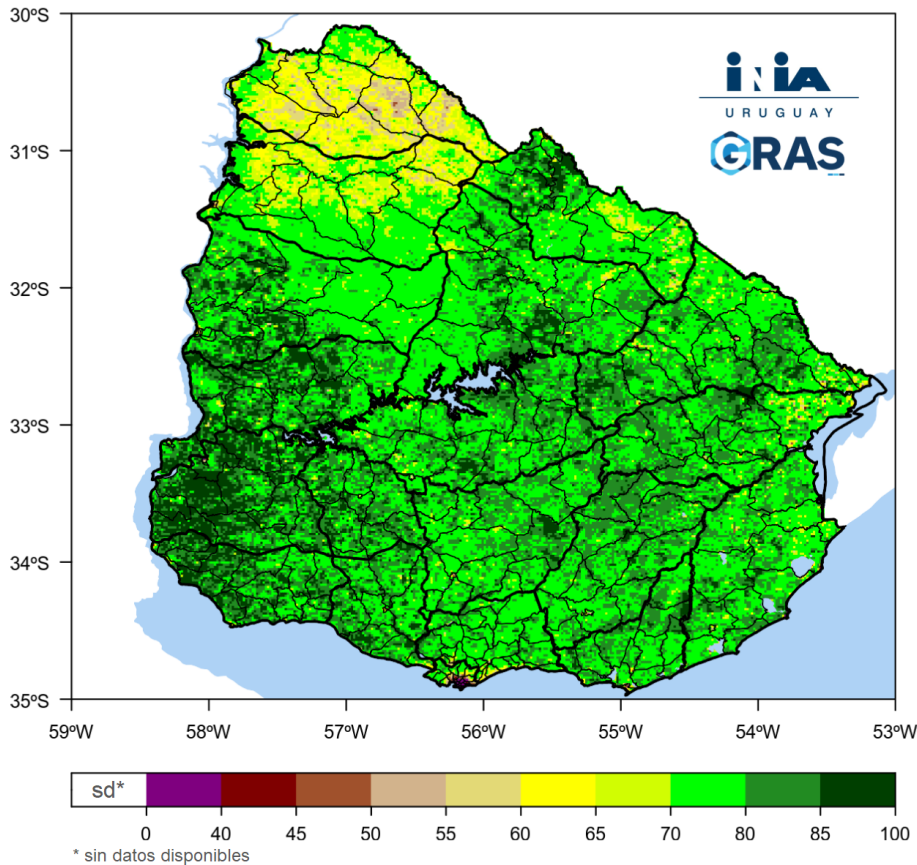 30ºS
31ºS
32ºS
33ºS
34ºS
35ºS
59ºW 58ºW 57ºW 56ºW 55ºW 54ºW 53ºW
iNiA
URUGUAY
GRAS
sd*
0 40 45 50 55 60 65 70 80 85 100
* sin datos disponibles